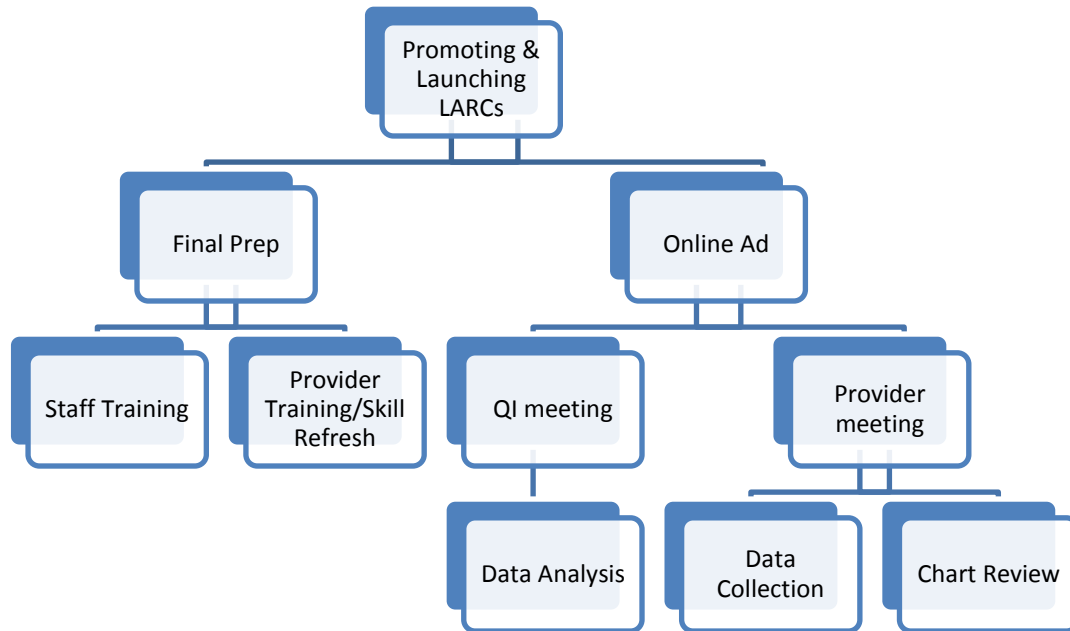 Promoting &
Launching
LARCs
Final Prep
Online Ad
Staff Training
Provider
Training/Skill
Refresh
QI meeting
Provider
meeting
Data Analysis
Data
Collection
Chart Review